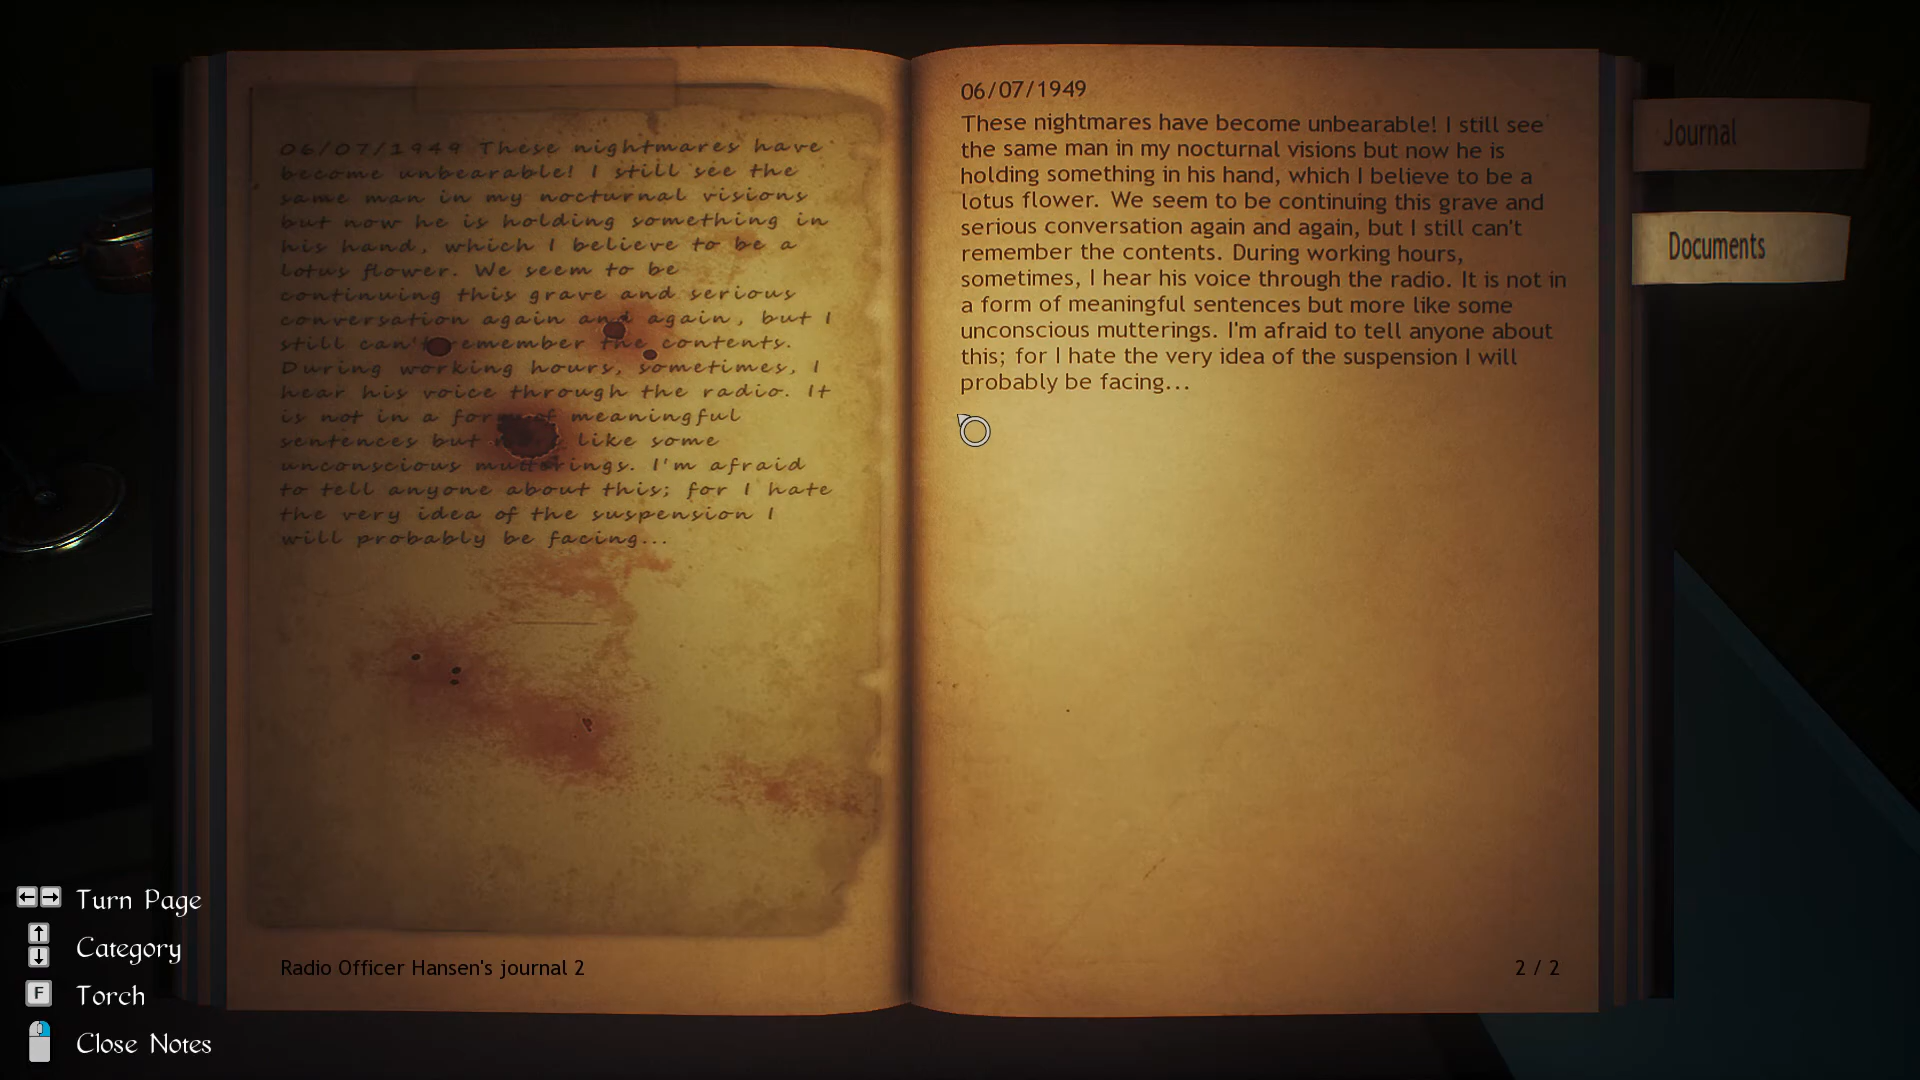 06/07/1949 These nightmares have
become unbearable! I still see the
same man in my nocturnal visions
but now he is holding something in
his hand, which I believe to be a
lotus flower. We seem to be
continuing this grave and serious
conversation again and again, but I
still can't remember the contents.
During working hours, sometimes, I
hear his voice through the radio. It
is not in a form of meaningful
sentences but like some
unconscious mutterings. I'm afraid
to tell anyone about this; for I hate
the very idea of the suspension I
will probably be facing...
Radio Officer Hansen's journal 2
06/07/1949
These nightmares have become unbearable! I still see
the same man in my nocturnal visions but now he is
holding something in his hand, which I believe to be a
lotus flower. We seem to be continuing this grave and
serious conversation again and again, but I still can't
remember the contents. During working hours,
sometimes, I hear his voice through the radio. It is not in
a form of meaningful sentences but more like some
unconscious mutterings. I'm afraid to tell anyone about
this; for I hate the very idea of the suspension I will
probably be facing...
2 / 2
Journal
Documents
Turn Page
Category
F Torch
Close Notes